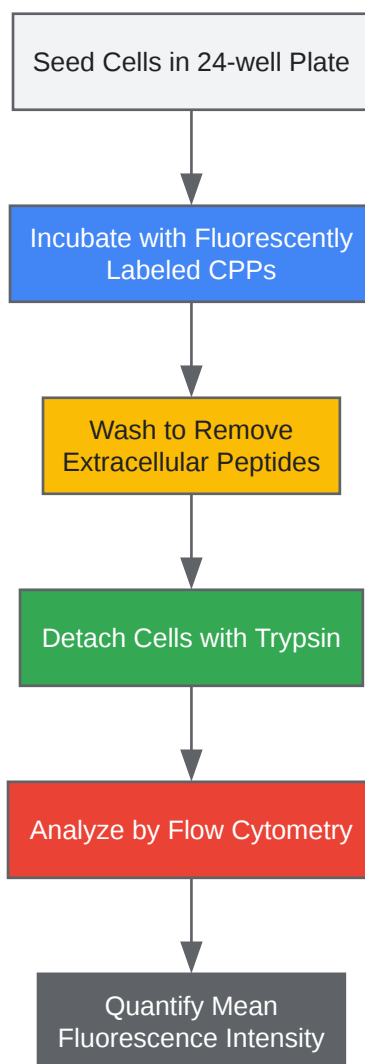 Seed Cells in 24-well Plate
Incubate with Fluorescently
Labeled CPPs
Wash to Remove
Extracellular Peptides
Detach Cells with Trypsin
Analyze by Flow Cytometry
Quantify Mean
Fluorescence Intensity